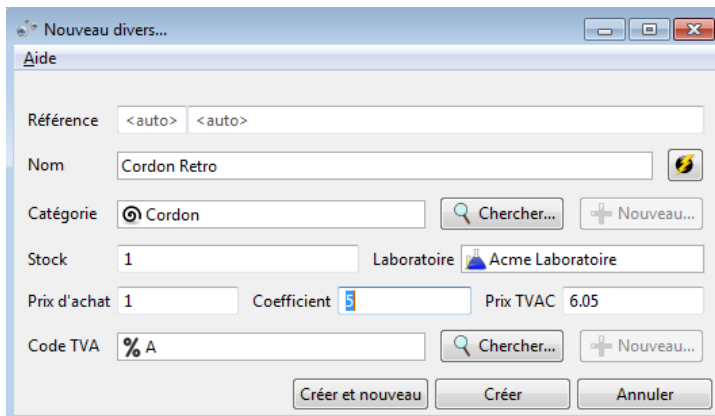 Nouveau divers...
Aide
Référence <auto> <auto>
Nom Cordon Retro
Catégorie Cordon Chercher... Nouveau...
Stock 1 Laboratoire Acme Laboratoire
Prix d'achat 1 Coefficient 5 Prix TVAC 6.05
Code TVA % A Chercher... Nouveau...
Créer et nouveau Créer Annuler